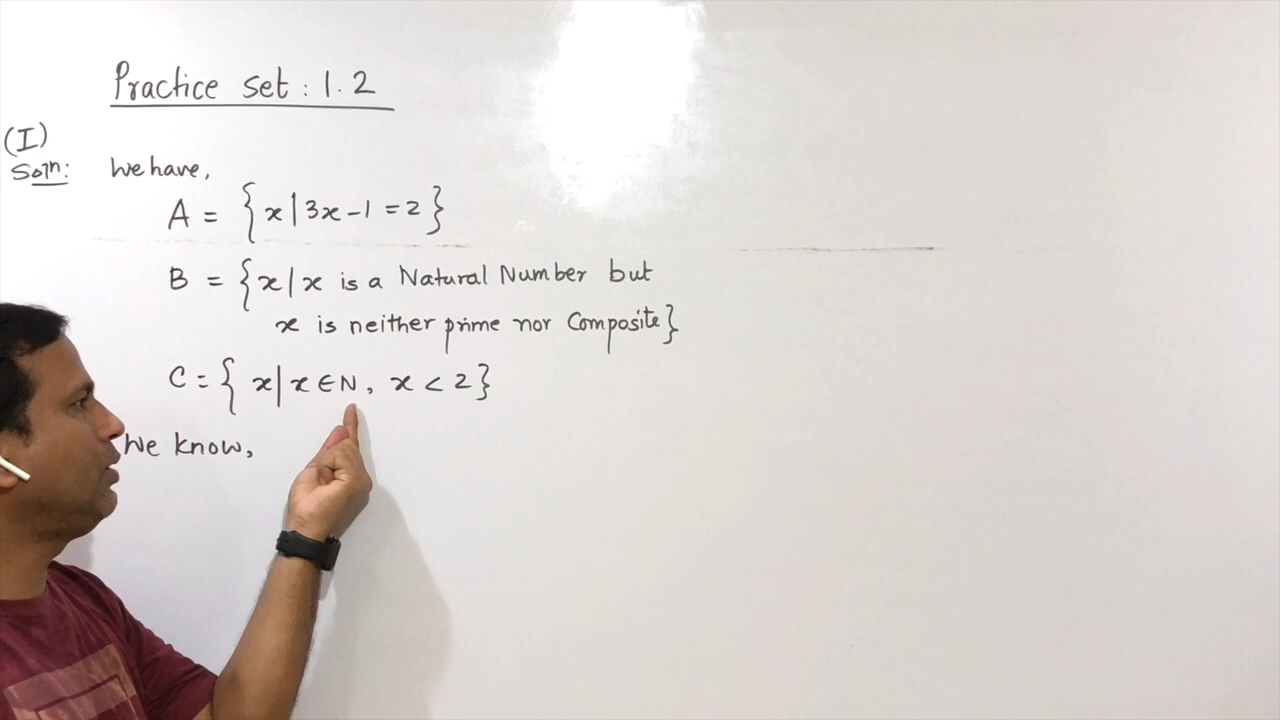 Practice set : 1.2
(I)
Soln: We have,
A = {x|3x-1=2}
B = {x|x is a Natural Number but
x is neither prime nor Composite}
C = {x|x∈N, x<2}
We know,